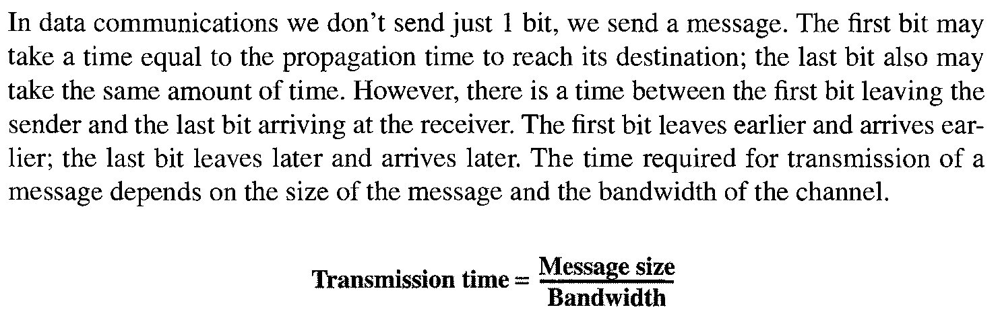 In data communications we don't send just 1 bit, we send a message. The first bit may
take a time equal to the propagation time to reach its destination; the last bit also may
take the same amount of time. However, there is a time between the first bit leaving the
sender and the last bit arriving at the receiver. The first bit leaves earlier and arrives ear-
lier; the last bit leaves later and arrives later. The time required for transmission of a
message depends on the size of the message and the bandwidth of the channel.
Transmission time = Message size
Bandwidth